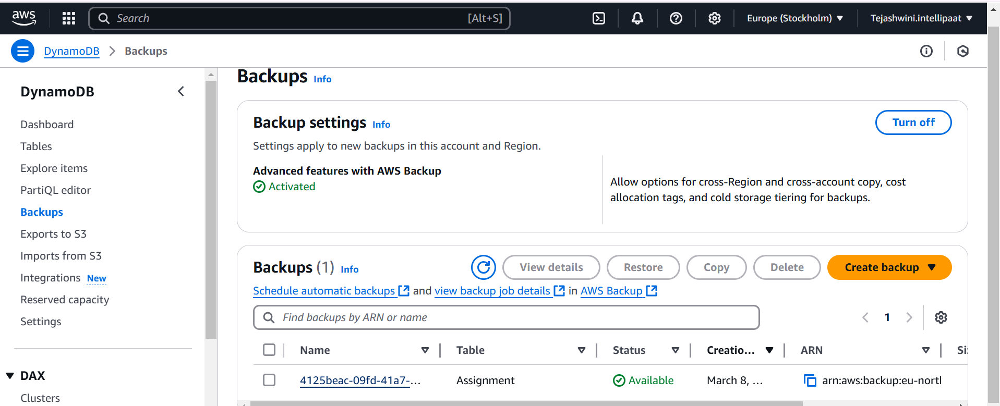 aws
Search
[Alt+S]
Europe (Stockholm)
Tejashwini.intellipaat
DynamoDB
Backups
DynamoDB
Dashboard
Tables
Explore items
PartiQL editor
Backups
Exports to S3
Imports from S3
Integrations New
Reserved capacity
Settings
DAX
Clusters
Backups Info
Backup settings Info
Turn off
Settings apply to new backups in this account and Region.
Advanced features with AWS Backup
Activated
Allow options for cross-Region and cross-account copy, cost
allocation tags, and cold storage tiering for backups.
Backups (1) Info
View details
Restore
Copy
Delete
Create backup
Schedule automatic backups and view backup job details in AWS Backup
Find backups by ARN or name
1
Name Table Status Creatio... ARN Si
4125beac-09fd-41a7-... Assignment Available March 8, ... arn:aws:backup:eu-nortl